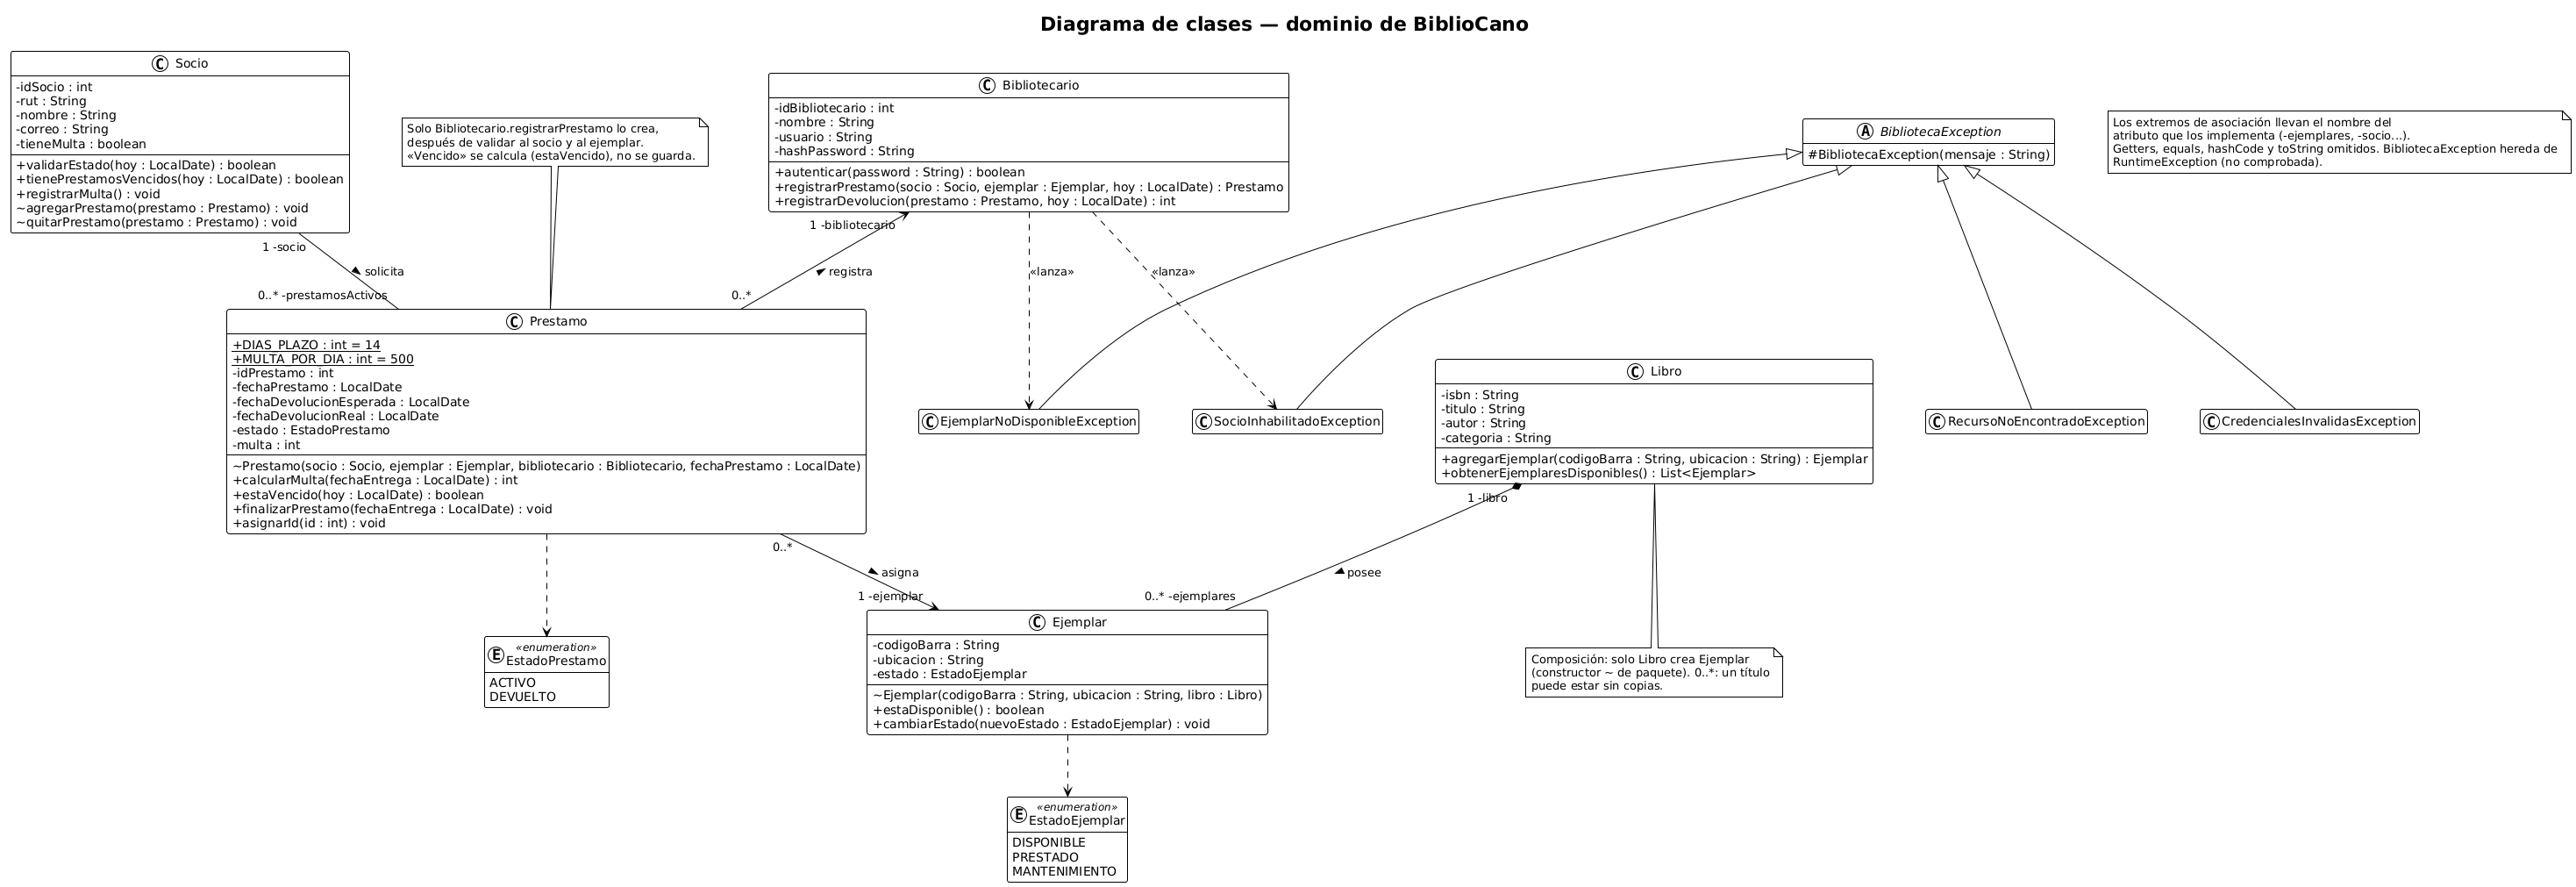 Diagrama de clases — dominio de BiblioCano
C Socio
-idSocio : int
-rut : String
-nombre : String
-correo : String
-tieneMulta : boolean
+validarEstado(hoy : LocalDate) : boolean
+tienePrestamosVencidos(hoy : LocalDate) : boolean
+registrarMulta() : void
~agregarPrestamo(prestamo : Prestamo) : void
~quitarPrestamo(prestamo : Prestamo) : void
Solo Bibliotecario.registrarPrestamo lo crea,
después de validar al socio y al ejemplar.
«Vencido» se calcula (estaVencido), no se guarda.
C Bibliotecario
-idBibliotecario : int
-nombre : String
-usuario : String
-hashPassword : String
+autenticar(password : String) : boolean
+registrarPrestamo(socio : Socio, ejemplar : Ejemplar, hoy : LocalDate) : Prestamo
+registrarDevolucion(prestamo : Prestamo, hoy : LocalDate) : int
A BibliotecaException
#BibliotecaException(mensaje : String)
Los extremos de asociación llevan el nombre del
atributo que los implementa (-ejemplares, -socio...).
Getters, equals, hashCode y toString omitidos. BibliotecaException hereda de
RuntimeException (no comprobada).
1 -socio
solicita
0..* -prestamosActivos
1 -bibliotecario
registra
0..*
«lanza»
«lanza»
C Prestamo
+DIAS_PLAZO : int = 14
+MULTA_POR_DIA : int = 500
-idPrestamo : int
-fechaPrestamo : LocalDate
-fechaDevolucionEsperada : LocalDate
-fechaDevolucionReal : LocalDate
-estado : EstadoPrestamo
-multa : int
~Prestamo(socio : Socio, ejemplar : Ejemplar, bibliotecario : Bibliotecario, fechaPrestamo : LocalDate)
+calcularMulta(fechaEntrega : LocalDate) : int
+estaVencido(hoy : LocalDate) : boolean
+finalizarPrestamo(fechaEntrega : LocalDate) : void
+asignarId(id : int) : void
C EjemplarNoDisponibleException
C SocioInhabilitadoException
C Libro
-isbn : String
-titulo : String
-autor : String
-categoria : String
+agregarEjemplar(codigoBarra : String, ubicacion : String) : Ejemplar
+obtenerEjemplaresDisponibles() : List<Ejemplar>
C RecursoNoEncontradoException
C CredencialesInvalidasException
0..*
asigna
1 -ejemplar
1 -libro
posee
0..* -ejemplares
E «enumeration»
EstadoPrestamo
ACTIVO
DEVUELTO
C Ejemplar
-codigoBarra : String
-ubicacion : String
-estado : EstadoEjemplar
~Ejemplar(codigoBarra : String, ubicacion : String, libro : Libro)
+estaDisponible() : boolean
+cambiarEstado(nuevoEstado : EstadoEjemplar) : void
Composición: solo Libro crea Ejemplar
(constructor ~ de paquete). 0..*: un título
puede estar sin copias.
E «enumeration»
EstadoEjemplar
DISPONIBLE
PRESTADO
MANTENIMIENTO